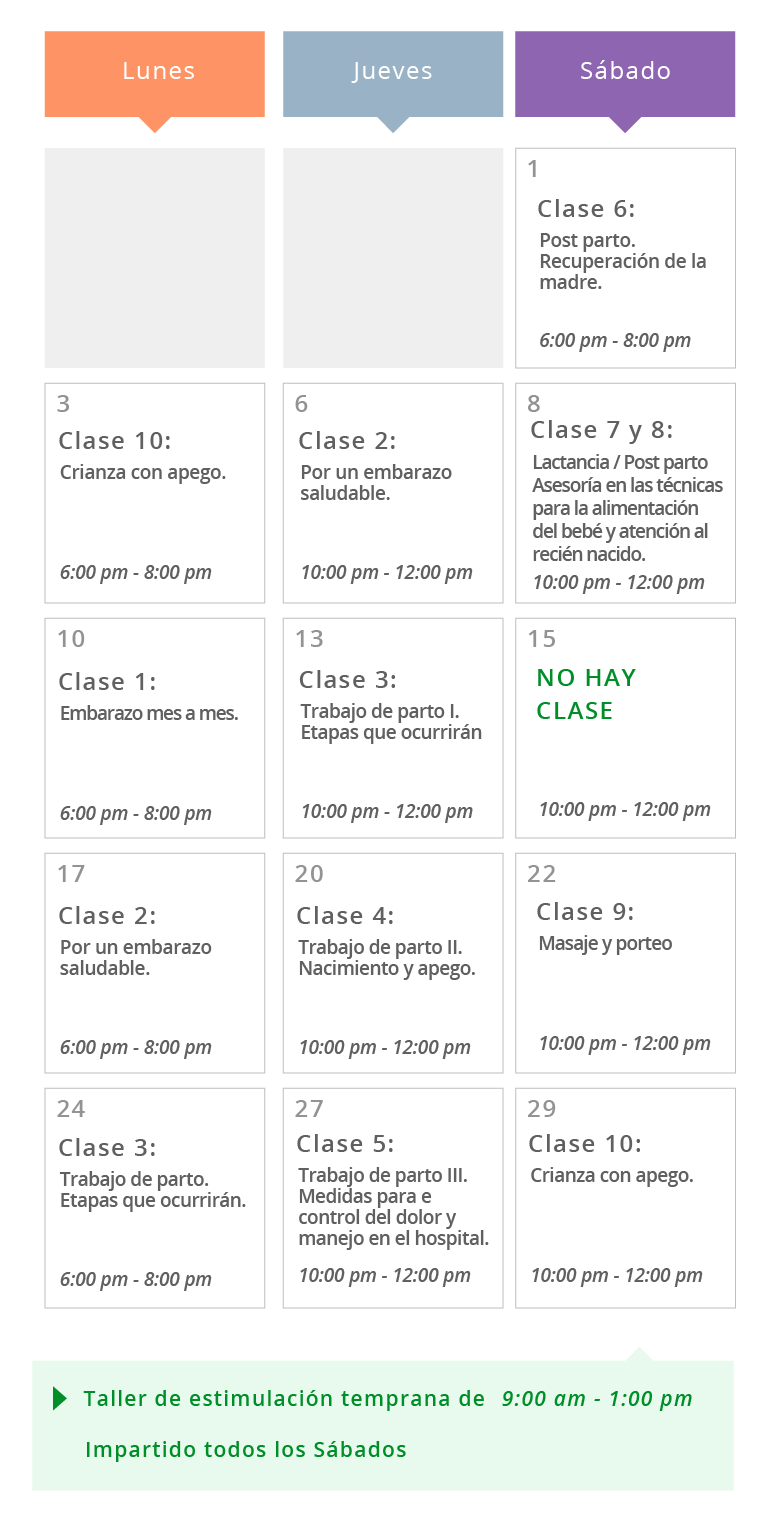 Lunes
Jueves
Sábado
1
Clase 6:
Post parto.
Recuperación de la
madre.
6:00 pm - 8:00 pm
3
Clase 10:
Crianza con apego.
6:00 pm - 8:00 pm
6
Clase 2:
Por un embarazo
saludable.
10:00 pm - 12:00 pm
8
Clase 7 y 8:
Lactancia / Post parto
Asesoría en las técnicas
para la alimentación
del bebé y atención al
recién nacido.
10:00 pm - 12:00 pm
10
Clase 1:
Embarazo mes a mes.
6:00 pm - 8:00 pm
13
Clase 3:
Trabajo de parto I.
Etapas que ocurrirán
10:00 pm - 12:00 pm
15
NO HAY
CLASE
10:00 pm - 12:00 pm
17
Clase 2:
Por un embarazo
saludable.
6:00 pm - 8:00 pm
20
Clase 4:
Trabajo de parto II.
Nacimiento y apego.
10:00 pm - 12:00 pm
22
Clase 9:
Masaje y porteo
10:00 pm - 12:00 pm
24
Clase 3:
Trabajo de parto.
Etapas que ocurrirán.
6:00 pm - 8:00 pm
27
Clase 5:
Trabajo de parto III.
Medidas para e
control del dolor y
manejo en el hospital.
10:00 pm - 12:00 pm
29
Clase 10:
Crianza con apego.
10:00 pm - 12:00 pm
Taller de estimulación temprana de 9:00 am - 1:00 pm
Impartido todos los Sábados